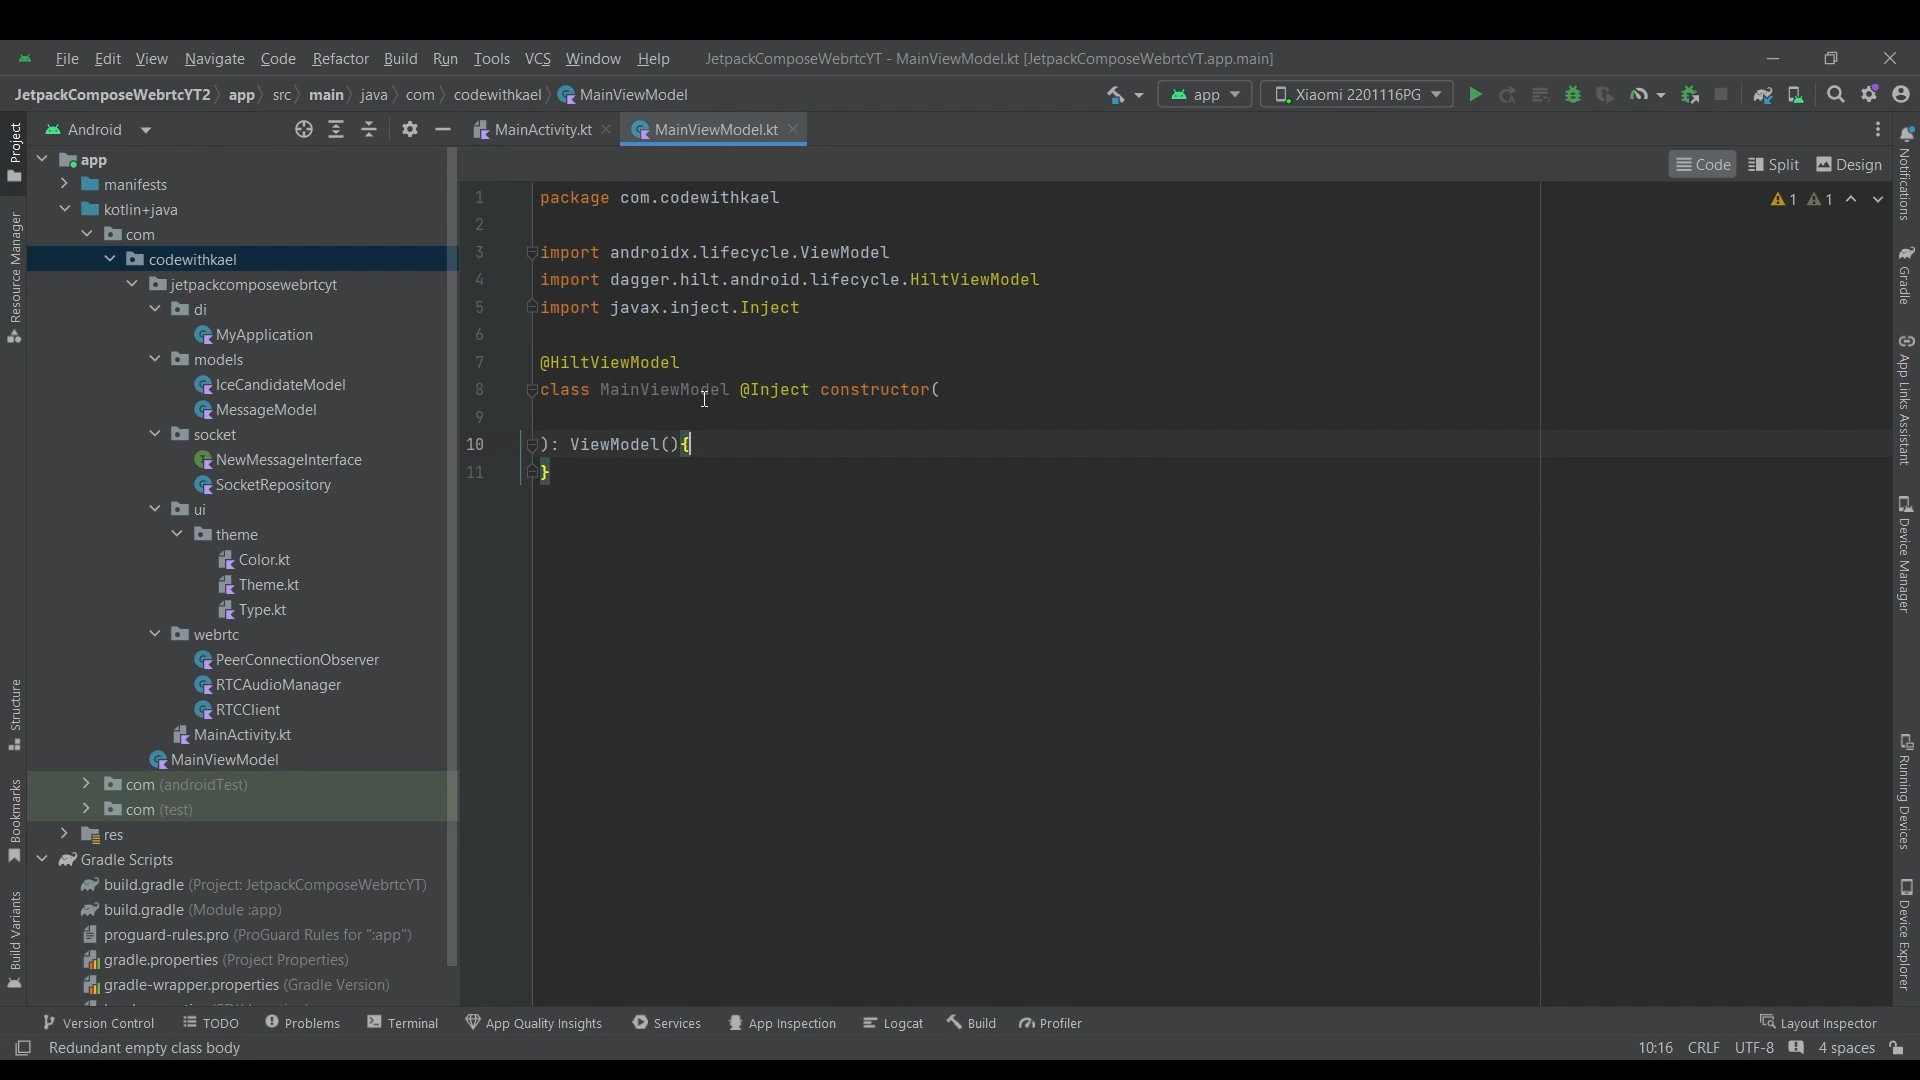 File Edit View Navigate Code Refactor Build Run Tools VCS Window Help JetpackComposeWebrtcYT - MainViewModel.kt [JetpackComposeWebrtcYT.app.main]
JetpackComposeWebrtcYT2 app src main java com codewithkael MainViewModel app Xiaomi 2201116PG
Android MainActivity.kt MainViewModel.kt
Code Split Design
Project
Resource Manager
Structure
Bookmarks
Build Variants
app
manifests
kotlin+java
com
codewithkael
jetpackcomposewebrtcyt
di
MyApplication
models
IceCandidateModel
MessageModel
socket
NewMessageInterface
SocketRepository
ui
theme
Color.kt
Theme.kt
Type.kt
webrtc
PeerConnectionObserver
RTCAudioManager
RTCClient
MainActivity.kt
MainViewModel
com (androidTest)
com (test)
res
Gradle Scripts
build.gradle (Project: JetpackComposeWebrtcYT)
build.gradle (Module :app)
proguard-rules.pro (ProGuard Rules for ":app")
gradle.properties (Project Properties)
gradle-wrapper.properties (Gradle Version)
1 package com.codewithkael
2
3 import androidx.lifecycle.ViewModel
4 import dagger.hilt.android.lifecycle.HiltViewModel
5 import javax.inject.Inject
6
7 @HiltViewModel
8 class MainViewModel @Inject constructor(
9
10 ): ViewModel(){
11 }
1 1
Notifications
Gradle
App Links Assistant
Device Manager
Running Devices
Device Explorer
Version Control TODO Problems Terminal App Quality Insights Services App Inspection Logcat Build Profiler Layout Inspector
Redundant empty class body 10:16 CRLF UTF-8 4 spaces